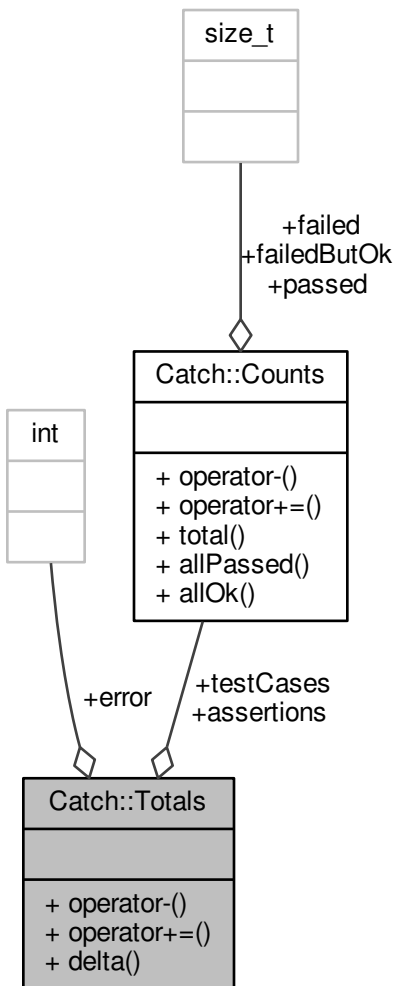 size_t
+failed
+failedButOk
+passed
Catch::Counts
+ operator-()
+ operator+=()
+ total()
+ allPassed()
+ allOk()
int
+error
+testCases
+assertions
Catch::Totals
+ operator-()
+ operator+=()
+ delta()